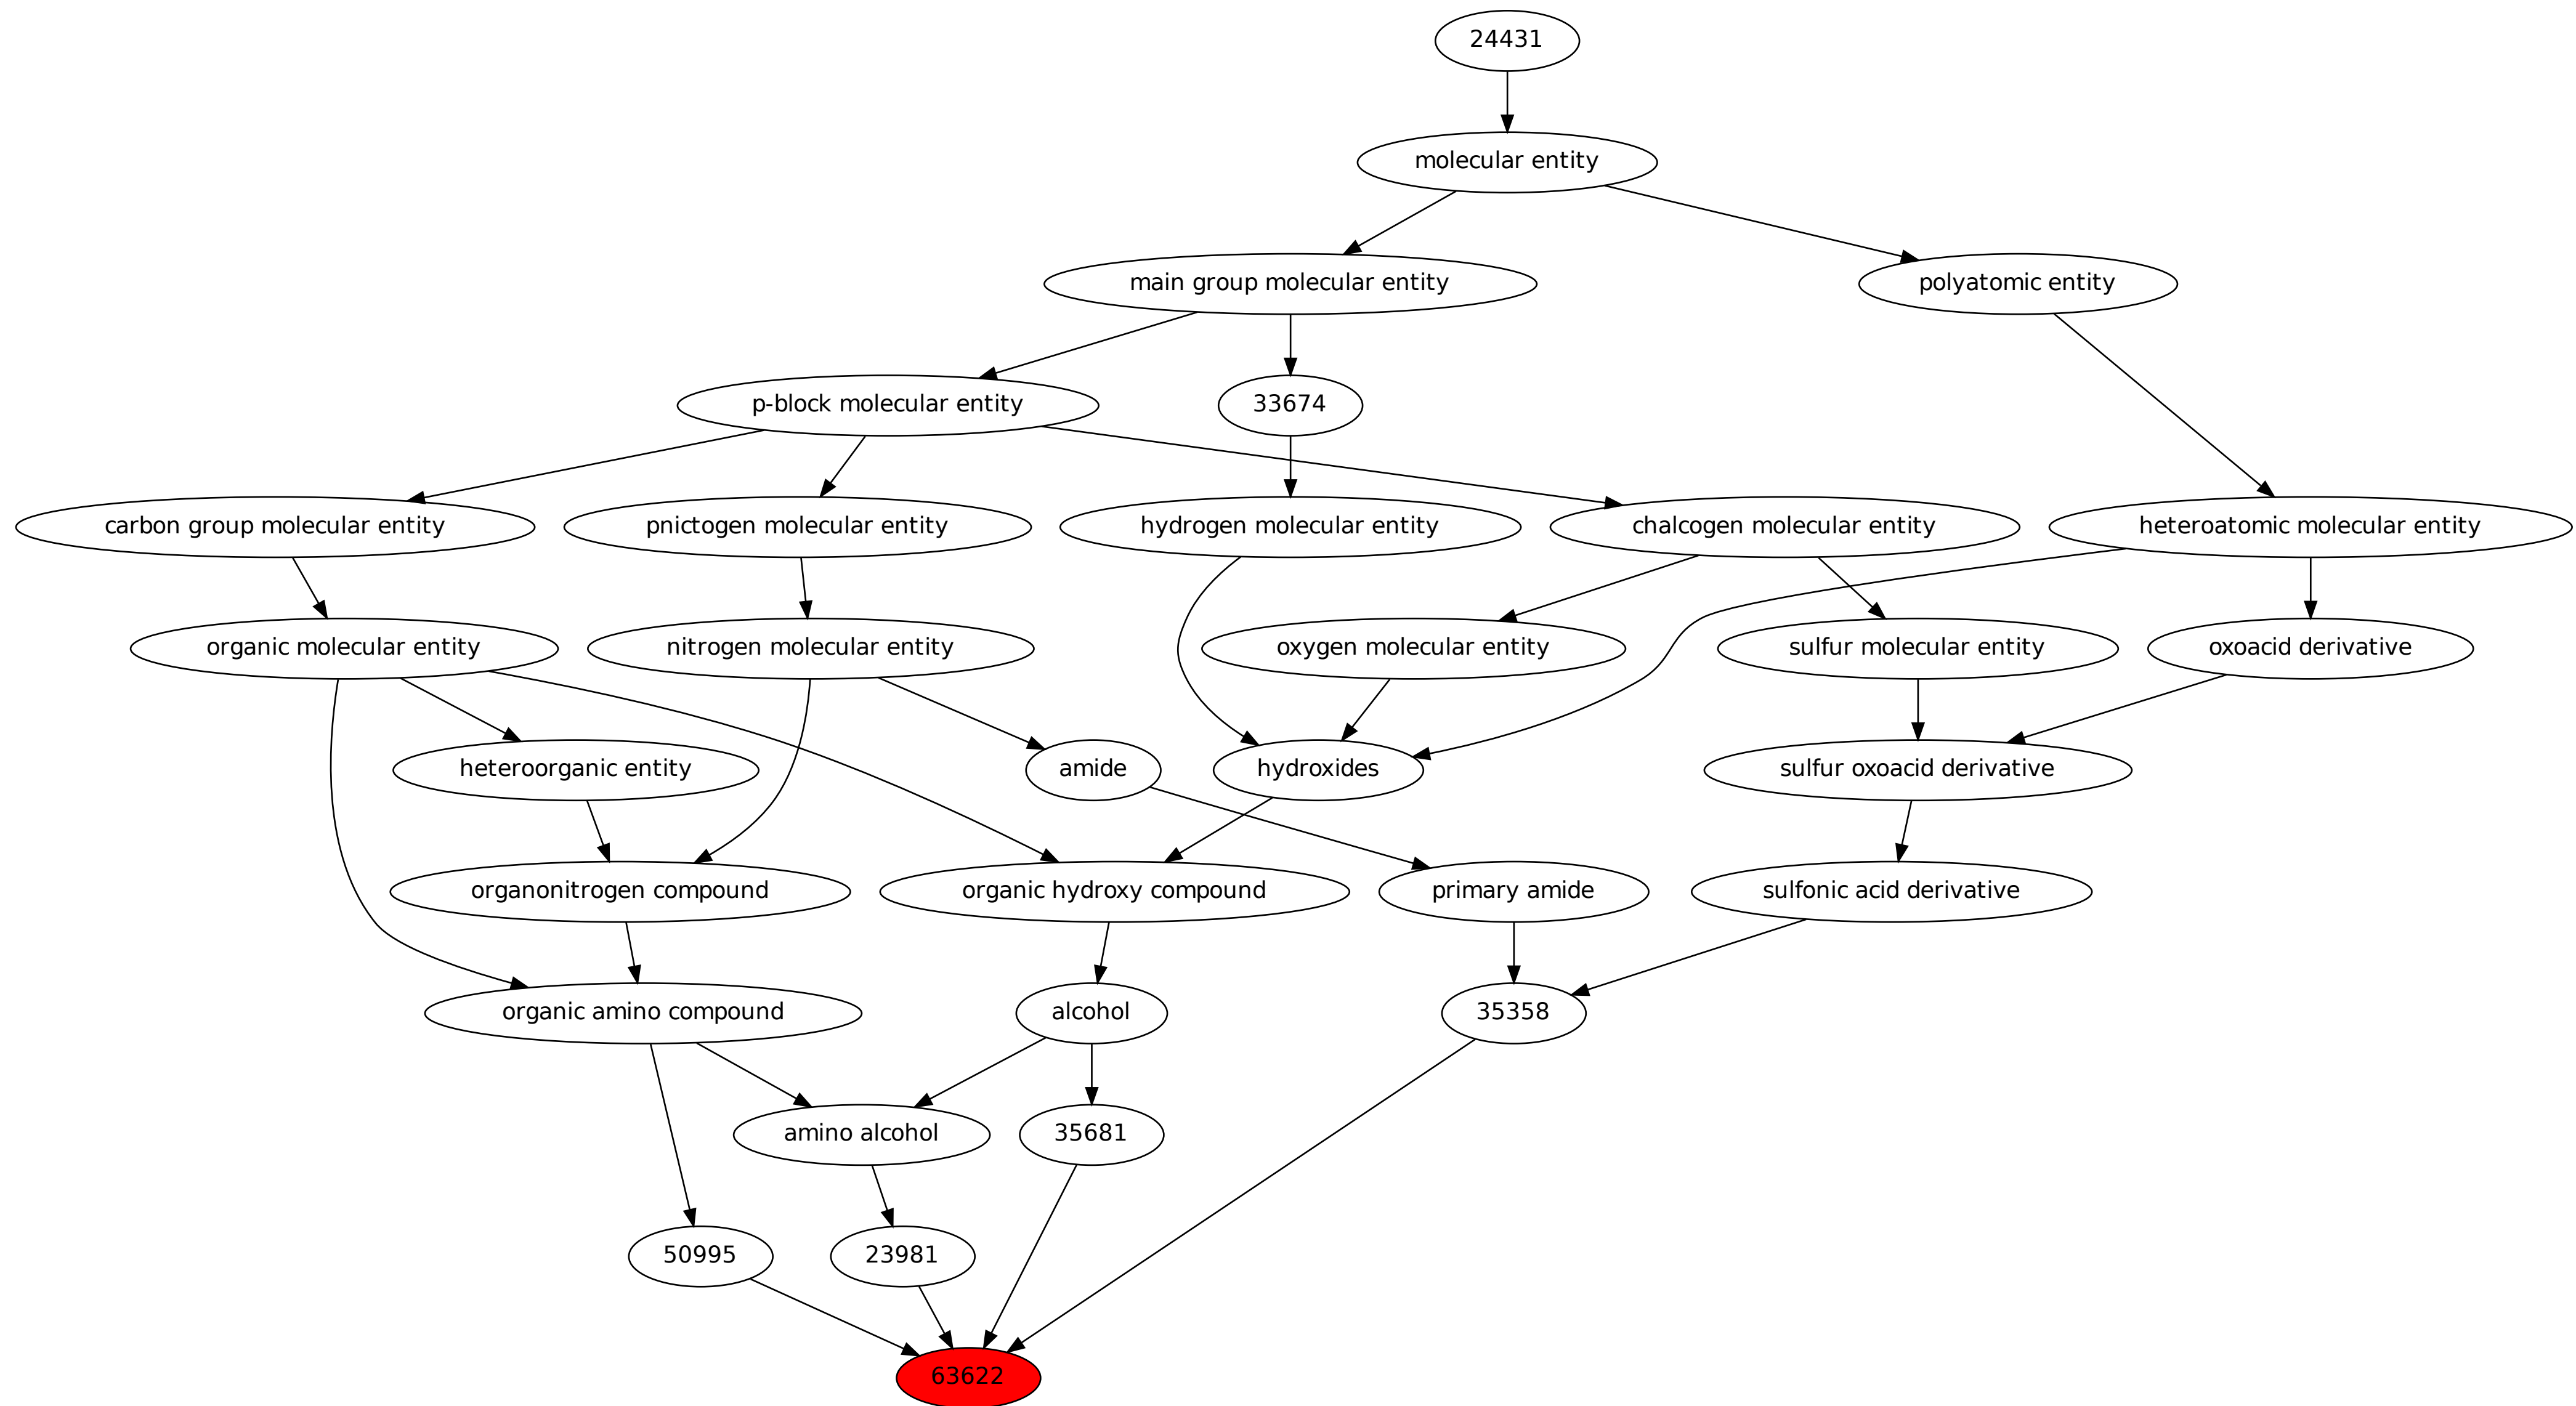 24431
molecular entity
main group molecular entity
polyatomic entity
p-block molecular entity
33674
carbon group molecular entity
pnictogen molecular entity
hydrogen molecular entity
chalcogen molecular entity
heteroatomic molecular entity
organic molecular entity
nitrogen molecular entity
oxygen molecular entity
sulfur molecular entity
oxoacid derivative
heteroorganic entity
amide
hydroxides
sulfur oxoacid derivative
organonitrogen compound
organic hydroxy compound
primary amide
sulfonic acid derivative
organic amino compound
alcohol
35358
amino alcohol
35681
50995
23981
63622